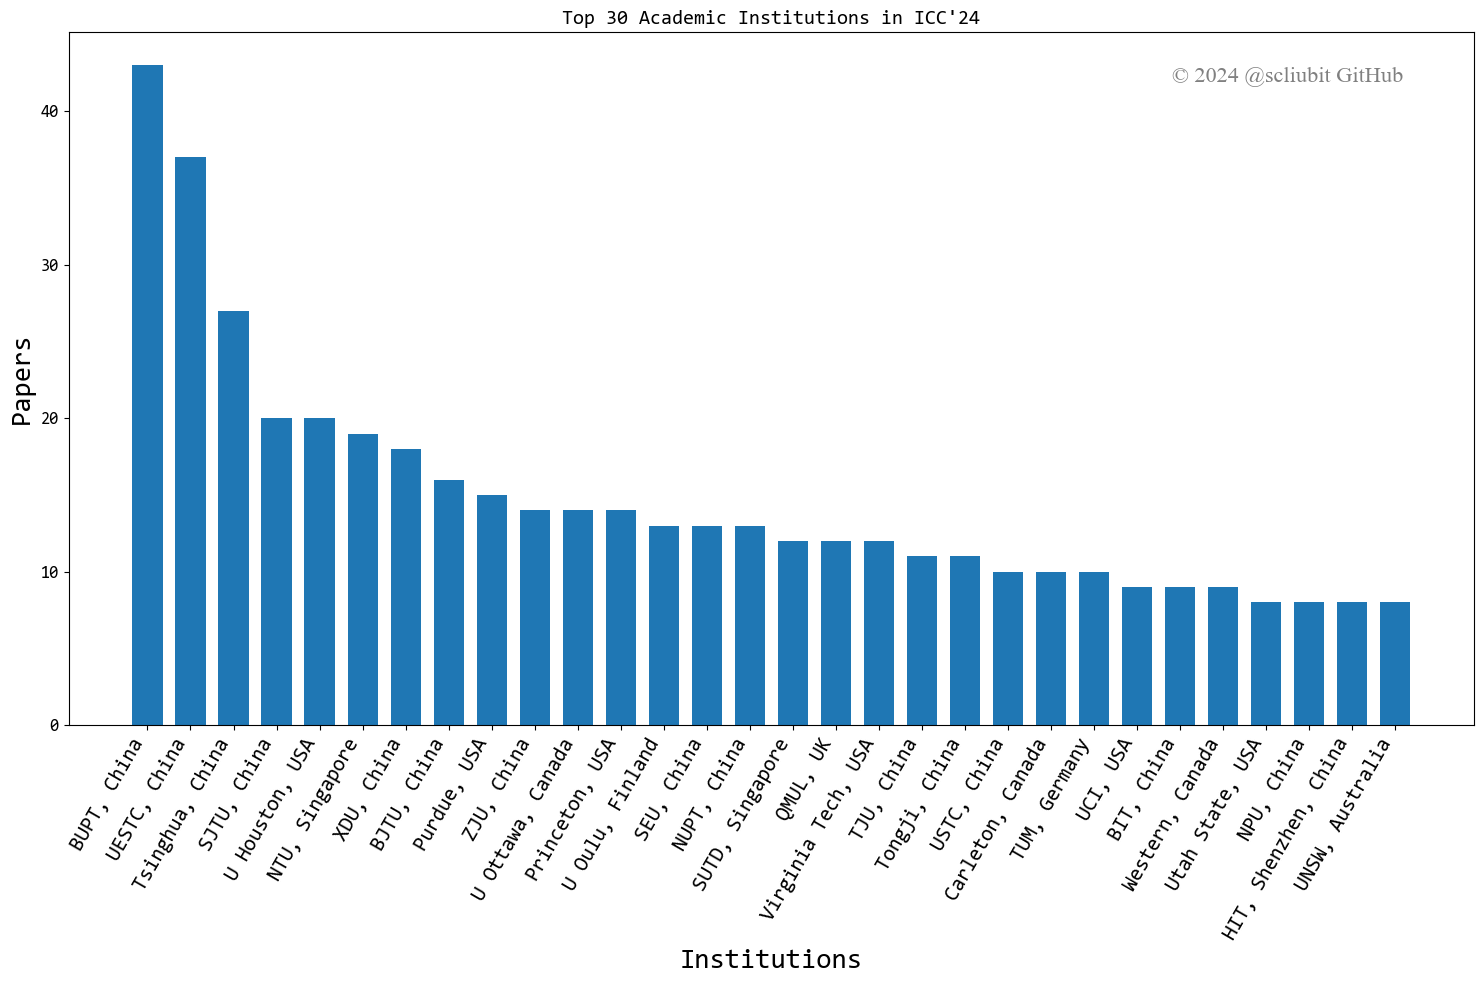 Top 30 Academic Institutions in ICC'24
© 2024 @scliubit GitHub
Papers
40
30
20
10
0
BUPT, China
UESTC, China
Tsinghua, China
SJTU, China
U Houston, USA
NTU, Singapore
XDU, China
BJTU, China
Purdue, USA
ZJU, China
U Ottawa, Canada
Princeton, USA
U Oulu, Finland
SEU, China
NUPT, China
SUTD, Singapore
QMUL, UK
Virginia Tech, USA
TJU, China
Tongji, China
USTC, China
Carleton, Canada
TUM, Germany
UCI, USA
BIT, China
Western, Canada
Utah State, USA
NPU, China
HIT, Shenzhen, China
UNSW, Australia
Institutions